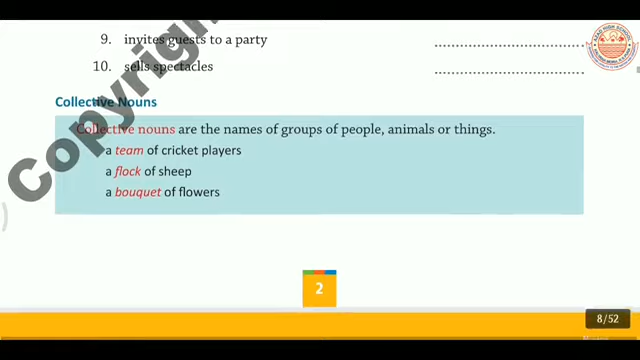 9. invites guests to a party ........................................
10. sells spectacles ........................................
Copyright
Collective Nouns
Collective nouns are the names of groups of people, animals or things.
a team of cricket players
a flock of sheep
a bouquet of flowers
2
8/52